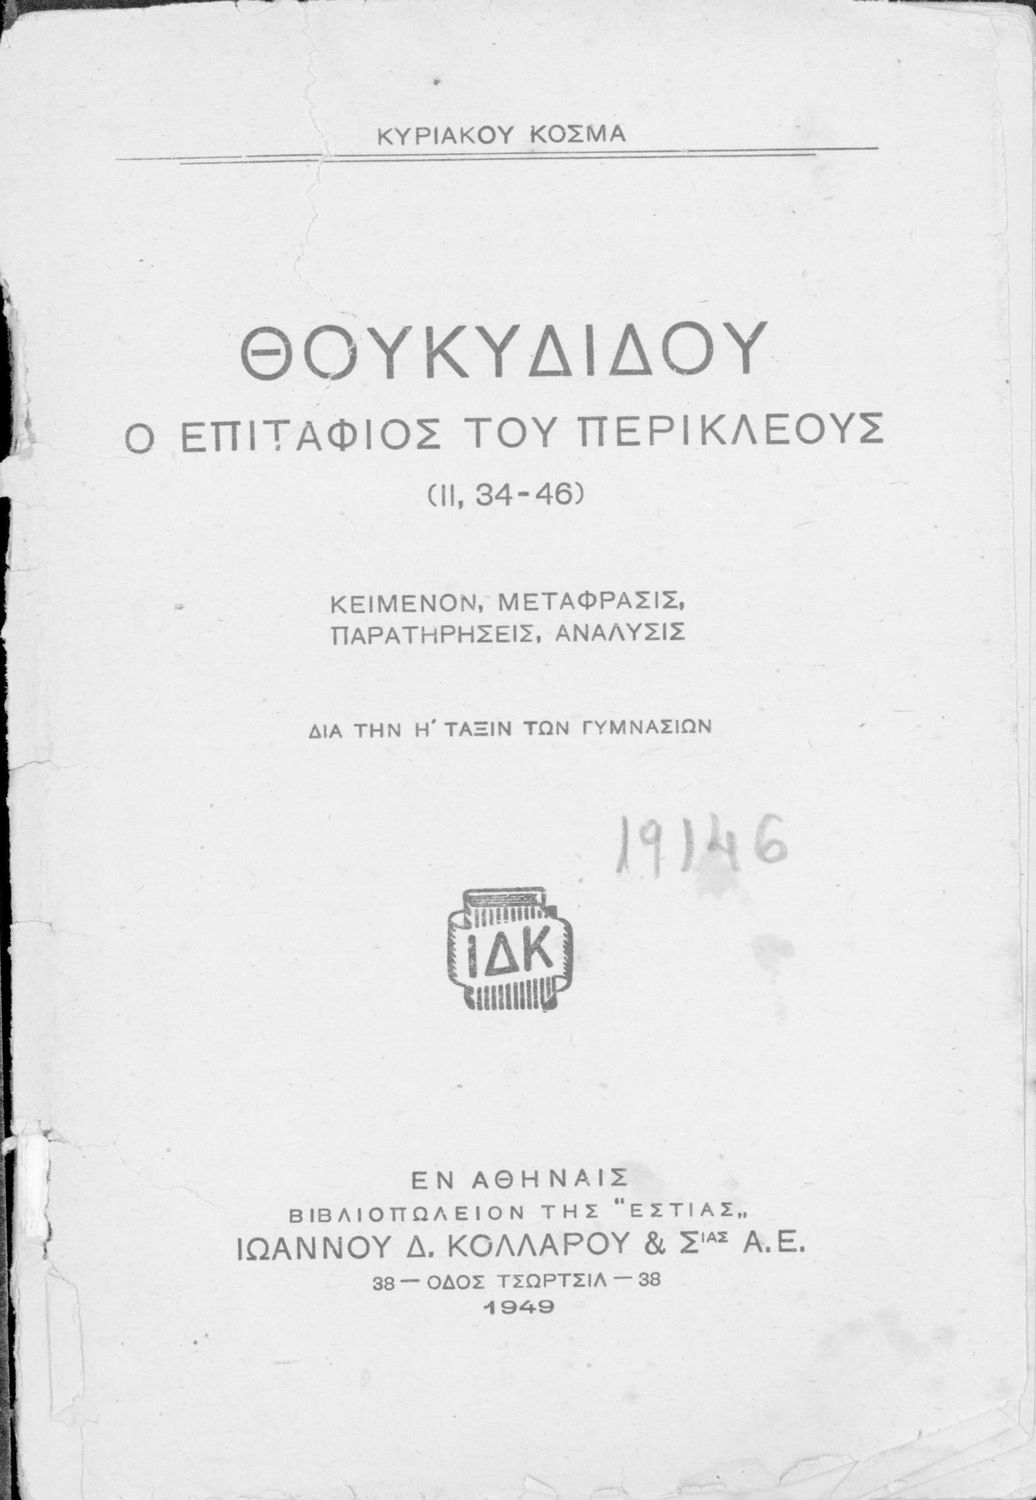 ΚΥΡΙΑΚΟΥ ΚΟΣΜΑ
ΘΟΥΚΥΔΙΔΟΥ
Ο ΕΠΙΤΑΦΙΟΣ ΤΟΥ ΠΕΡΙΚΛΕΟΥΣ
(ΙΙ, 34-46)
ΚΕΙΜΕΝΟΝ, ΜΕΤΑΦΡΑΣΙΣ,
ΠΑΡΑΤΗΡΗΣΕΙΣ, ΑΝΑΛΥΣΙΣ
ΔΙΑ ΤΗΝ Η΄ ΤΑΞΙΝ ΤΩΝ ΓΥΜΝΑΣΙΩΝ
19146
ΙΔΚ
ΕΝ ΑΘΗΝΑΙΣ
ΒΙΒΛΙΟΠΩΛΕΙΟΝ ΤΗΣ "ΕΣΤΙΑΣ„
ΙΩΑΝΝΟΥ Δ. ΚΟΛΛΑΡΟΥ & ΣΙΑΣ Α.Ε.
38 — ΟΔΟΣ ΤΣΩΡΤΣΙΛ — 38
1949